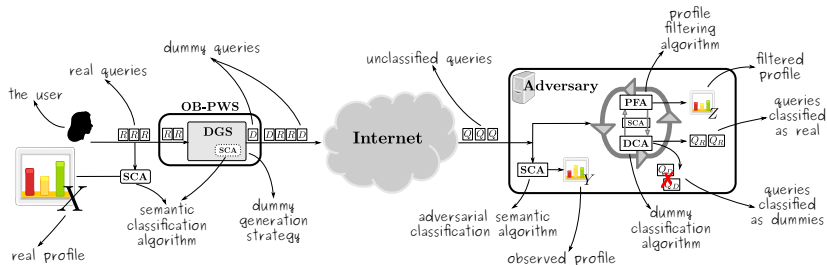 profile
filtering
algorithm
dummy queries
unclassified queries
filtered
profile
real queries
the user
OB-PWS
Adversary
PFA
Z
queries
classified
as real
R R R
R R
DGS
D
D R R D
Internet
Q Q Q
SCA
DCA
Q_R Q_R
SCA
SCA
SCA
Y
Q_D
Q_D
X
semantic
classification
algorithm
dummy
generation
strategy
adversarial semantic
classification algorithm
dummy
classification
algorithm
queries
classified
as dummies
real profile
observed profile